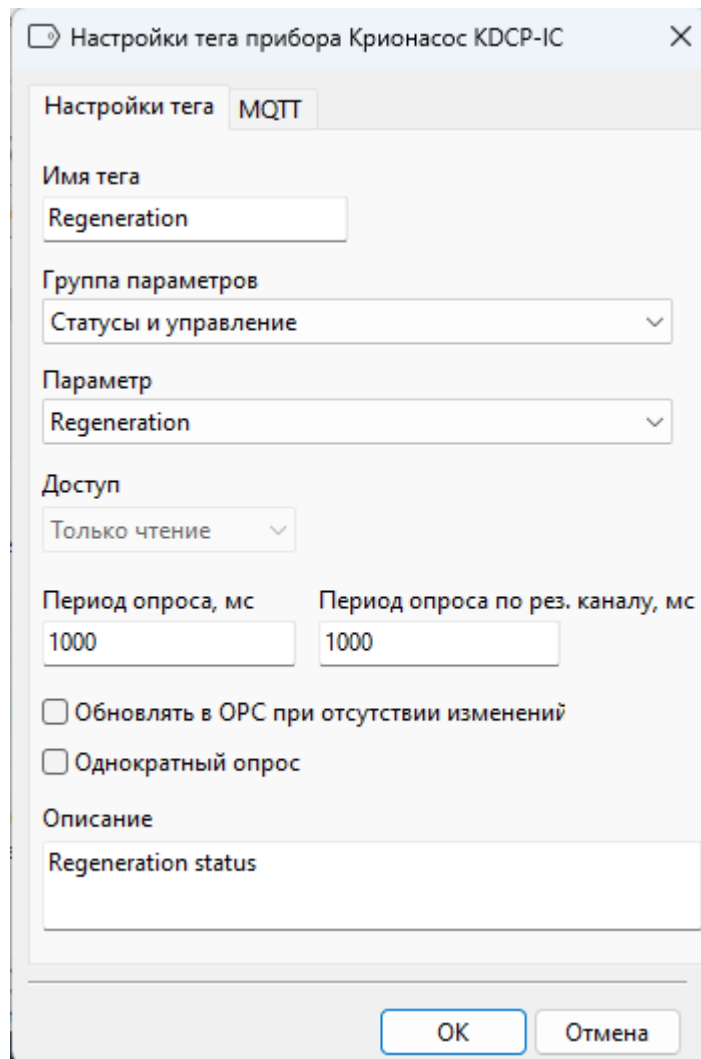 Настройки тега прибора Крионасос KDCP-IC
Настройки тега MQTT
Имя тега
Regeneration
Группа параметров
Статусы и управление
Параметр
Regeneration
Доступ
Только чтение
Период опроса, мс Период опроса по рез. каналу, мс
1000 1000
Обновлять в OPC при отсутствии изменений
Однократный опрос
Описание
Regeneration status
ОК Отмена